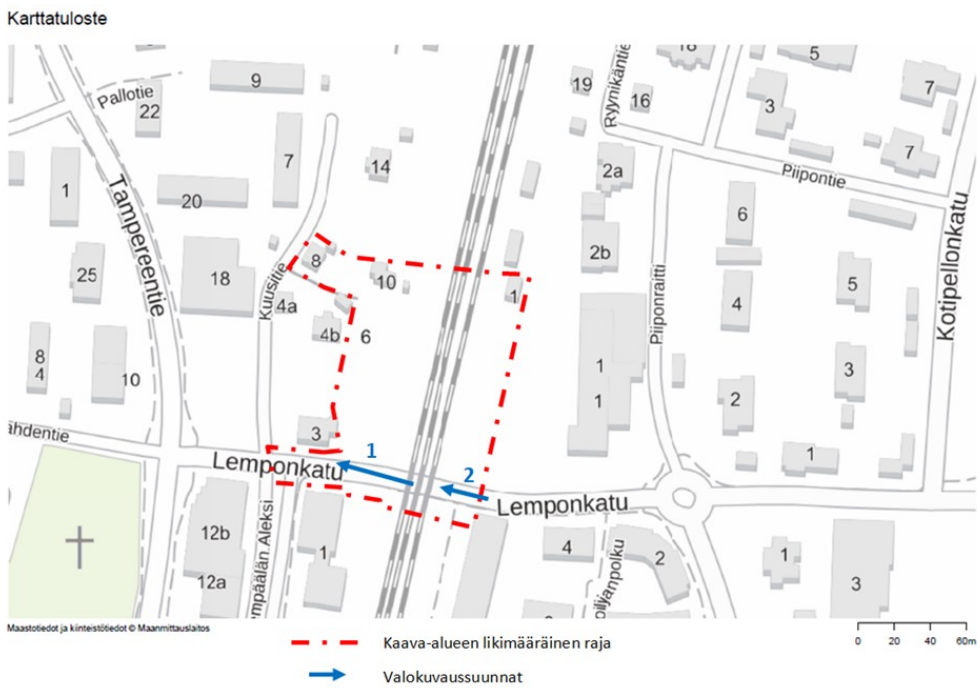 Karttatuloste
Pallotie
9
22
7
14
20
1
Tampereentie
18
25
Kuusitie
8
10
4a
4b
6
8
4
10
3
1
19
16
Ryynikäntie
18
5
3
7
7
2a
2b
Piipontie
6
4
Piiponraitti
5
Kotipellonkatu
1
1
2
3
1
ahdentie
Lemponkatu
1
2
Lemponkatu
12b
12a
mpäälän Aleksi
1
4
2
1
3
Maastotiedot ja kiinteistötiedot © Maanmittauslaitos
0 20 40 60m
Kaava-alueen likimääräinen raja
Valokuvaussuunnat